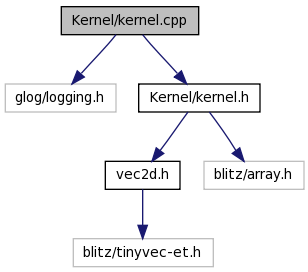 Kernel/kernel.cpp
glog/logging.h
Kernel/kernel.h
vec2d.h
blitz/array.h
blitz/tinyvec-et.h